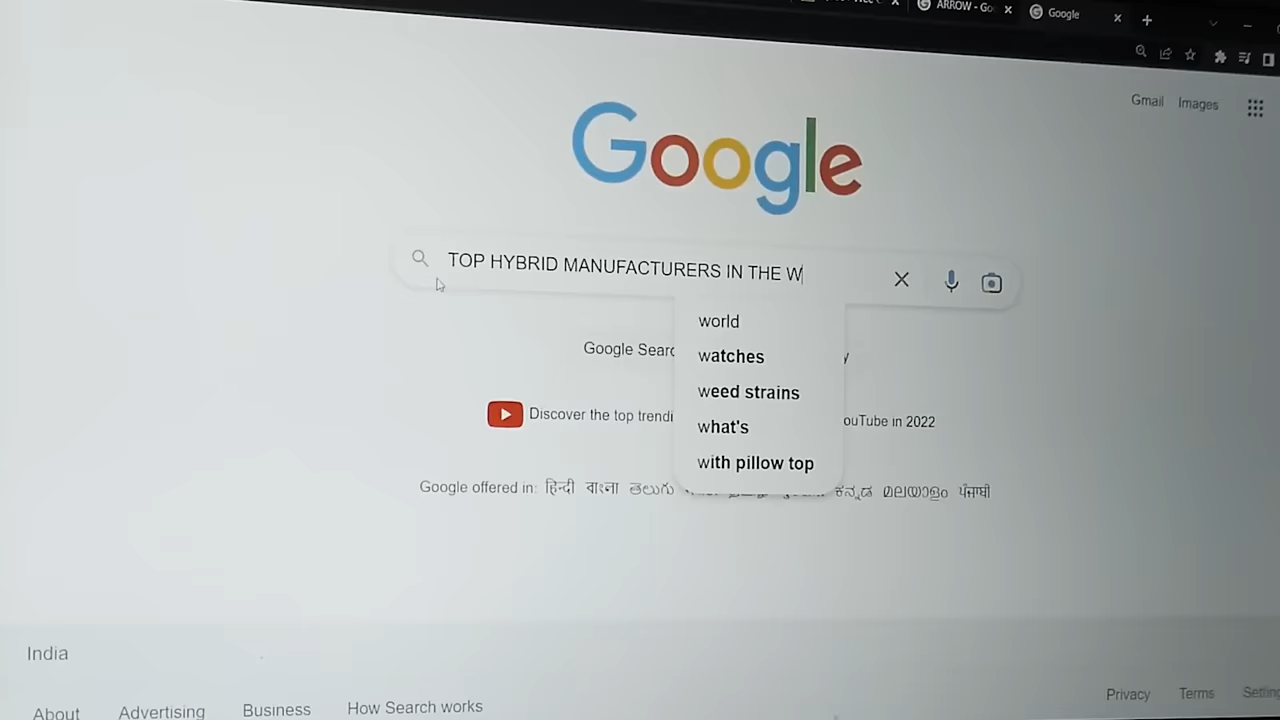 ARROW - Go
Google
Gmail Images
Google
TOP HYBRID MANUFACTURERS IN THE W
world
watches
weed strains
what's
with pillow top
Google Sear
Discover the top trendi ouTube in 2022
Google offered in: हिन्दी বাংলা తెలుగు ಕನ್ನಡ മലയാളം ਪੰਜਾਬੀ
India
About Advertising Business How Search works
Privacy Terms Settin